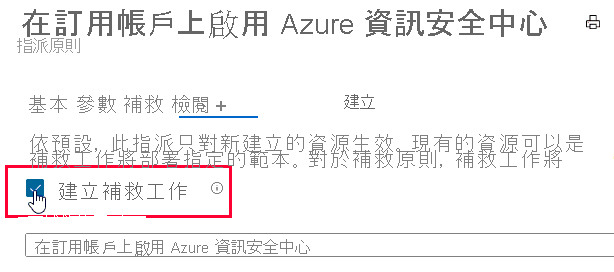 在訂用帳戶上啟用 Azure 資訊安全中心
指派原則
基本 參數 補救 檢閱 + 建立
依預設，此指派只對新建立的資源生效。現有的資源可以是
補救工作將部署指定的範本。對於補救原則，補救工作將
建立補救工作
在訂用帳戶上啟用 Azure 資訊安全中心